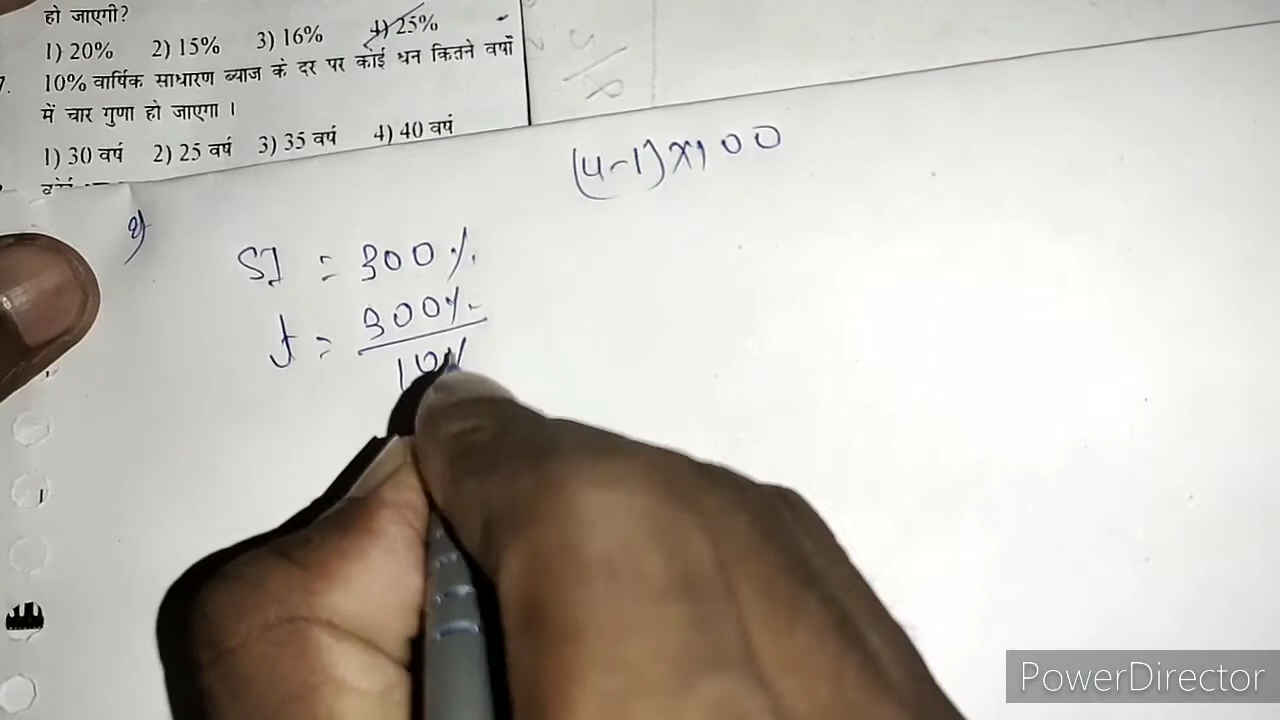 हो जाएगी?
1) 20% 2) 15% 3) 16% 4) 25%
7. 10% वार्षिक साधारण ब्याज के दर पर कोई धन कितने वर्षों
में चार गुणा हो जाएगा ।
1) 30 वर्ष 2) 25 वर्ष 3) 35 वर्ष 4) 40 वर्ष
(4-1)×100
SI = 300%
t = 300%
10%
PowerDirector